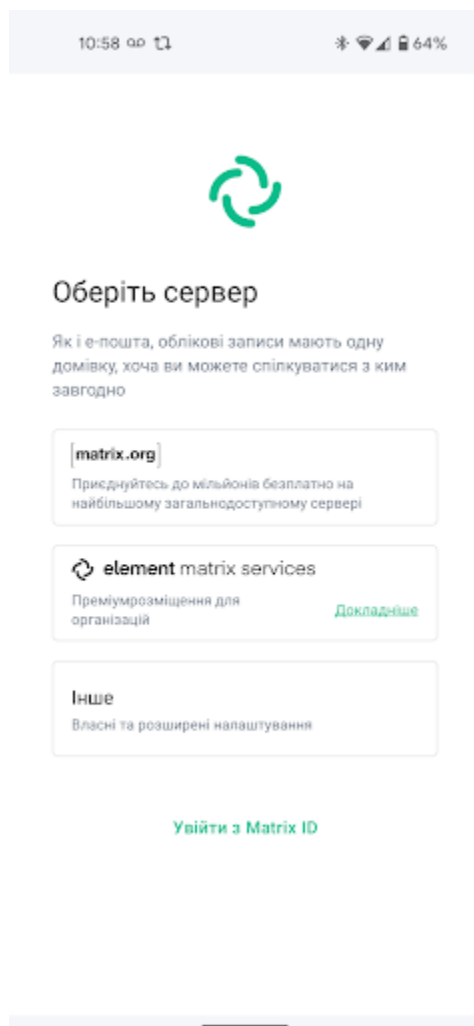 10:58
64%
Оберіть сервер
Як і е-пошта, облікові записи мають одну
домівку, хоча ви можете спілкуватися з ким
завгодно
[matrix.org]
Приєднуйтесь до мільйонів безплатно на
найбільшому загальнодоступному сервері
element matrix services
Преміумрозміщення для
організацій
Докладніше
Інше
Власні та розширені налаштування
Увійти з Matrix ID